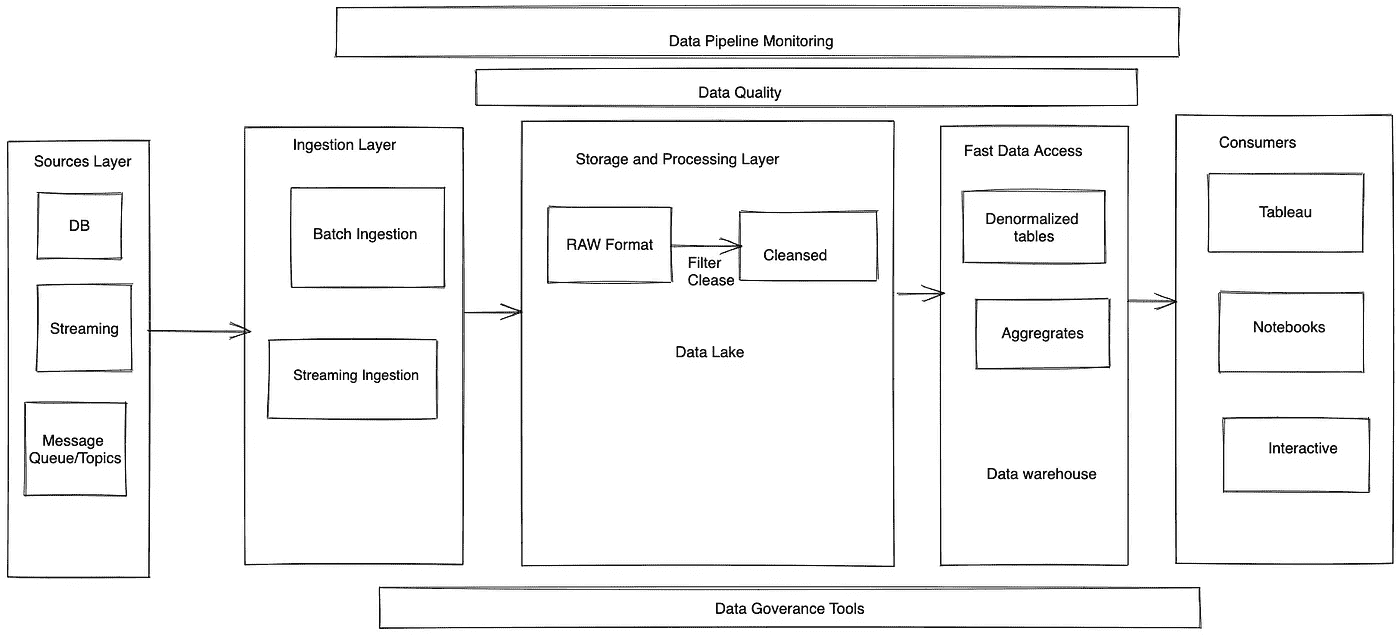 Data Pipeline Monitoring
Data Quality
Sources Layer
DB
Streaming
Message
Queue/Topics
Ingestion Layer
Batch Ingestion
Streaming Ingestion
Storage and Processing Layer
RAW Format
Filter
Clease
Cleansed
Data Lake
Fast Data Access
Denormalized
tables
Aggregrates
Data warehouse
Consumers
Tableau
Notebooks
Interactive
Data Goverance Tools